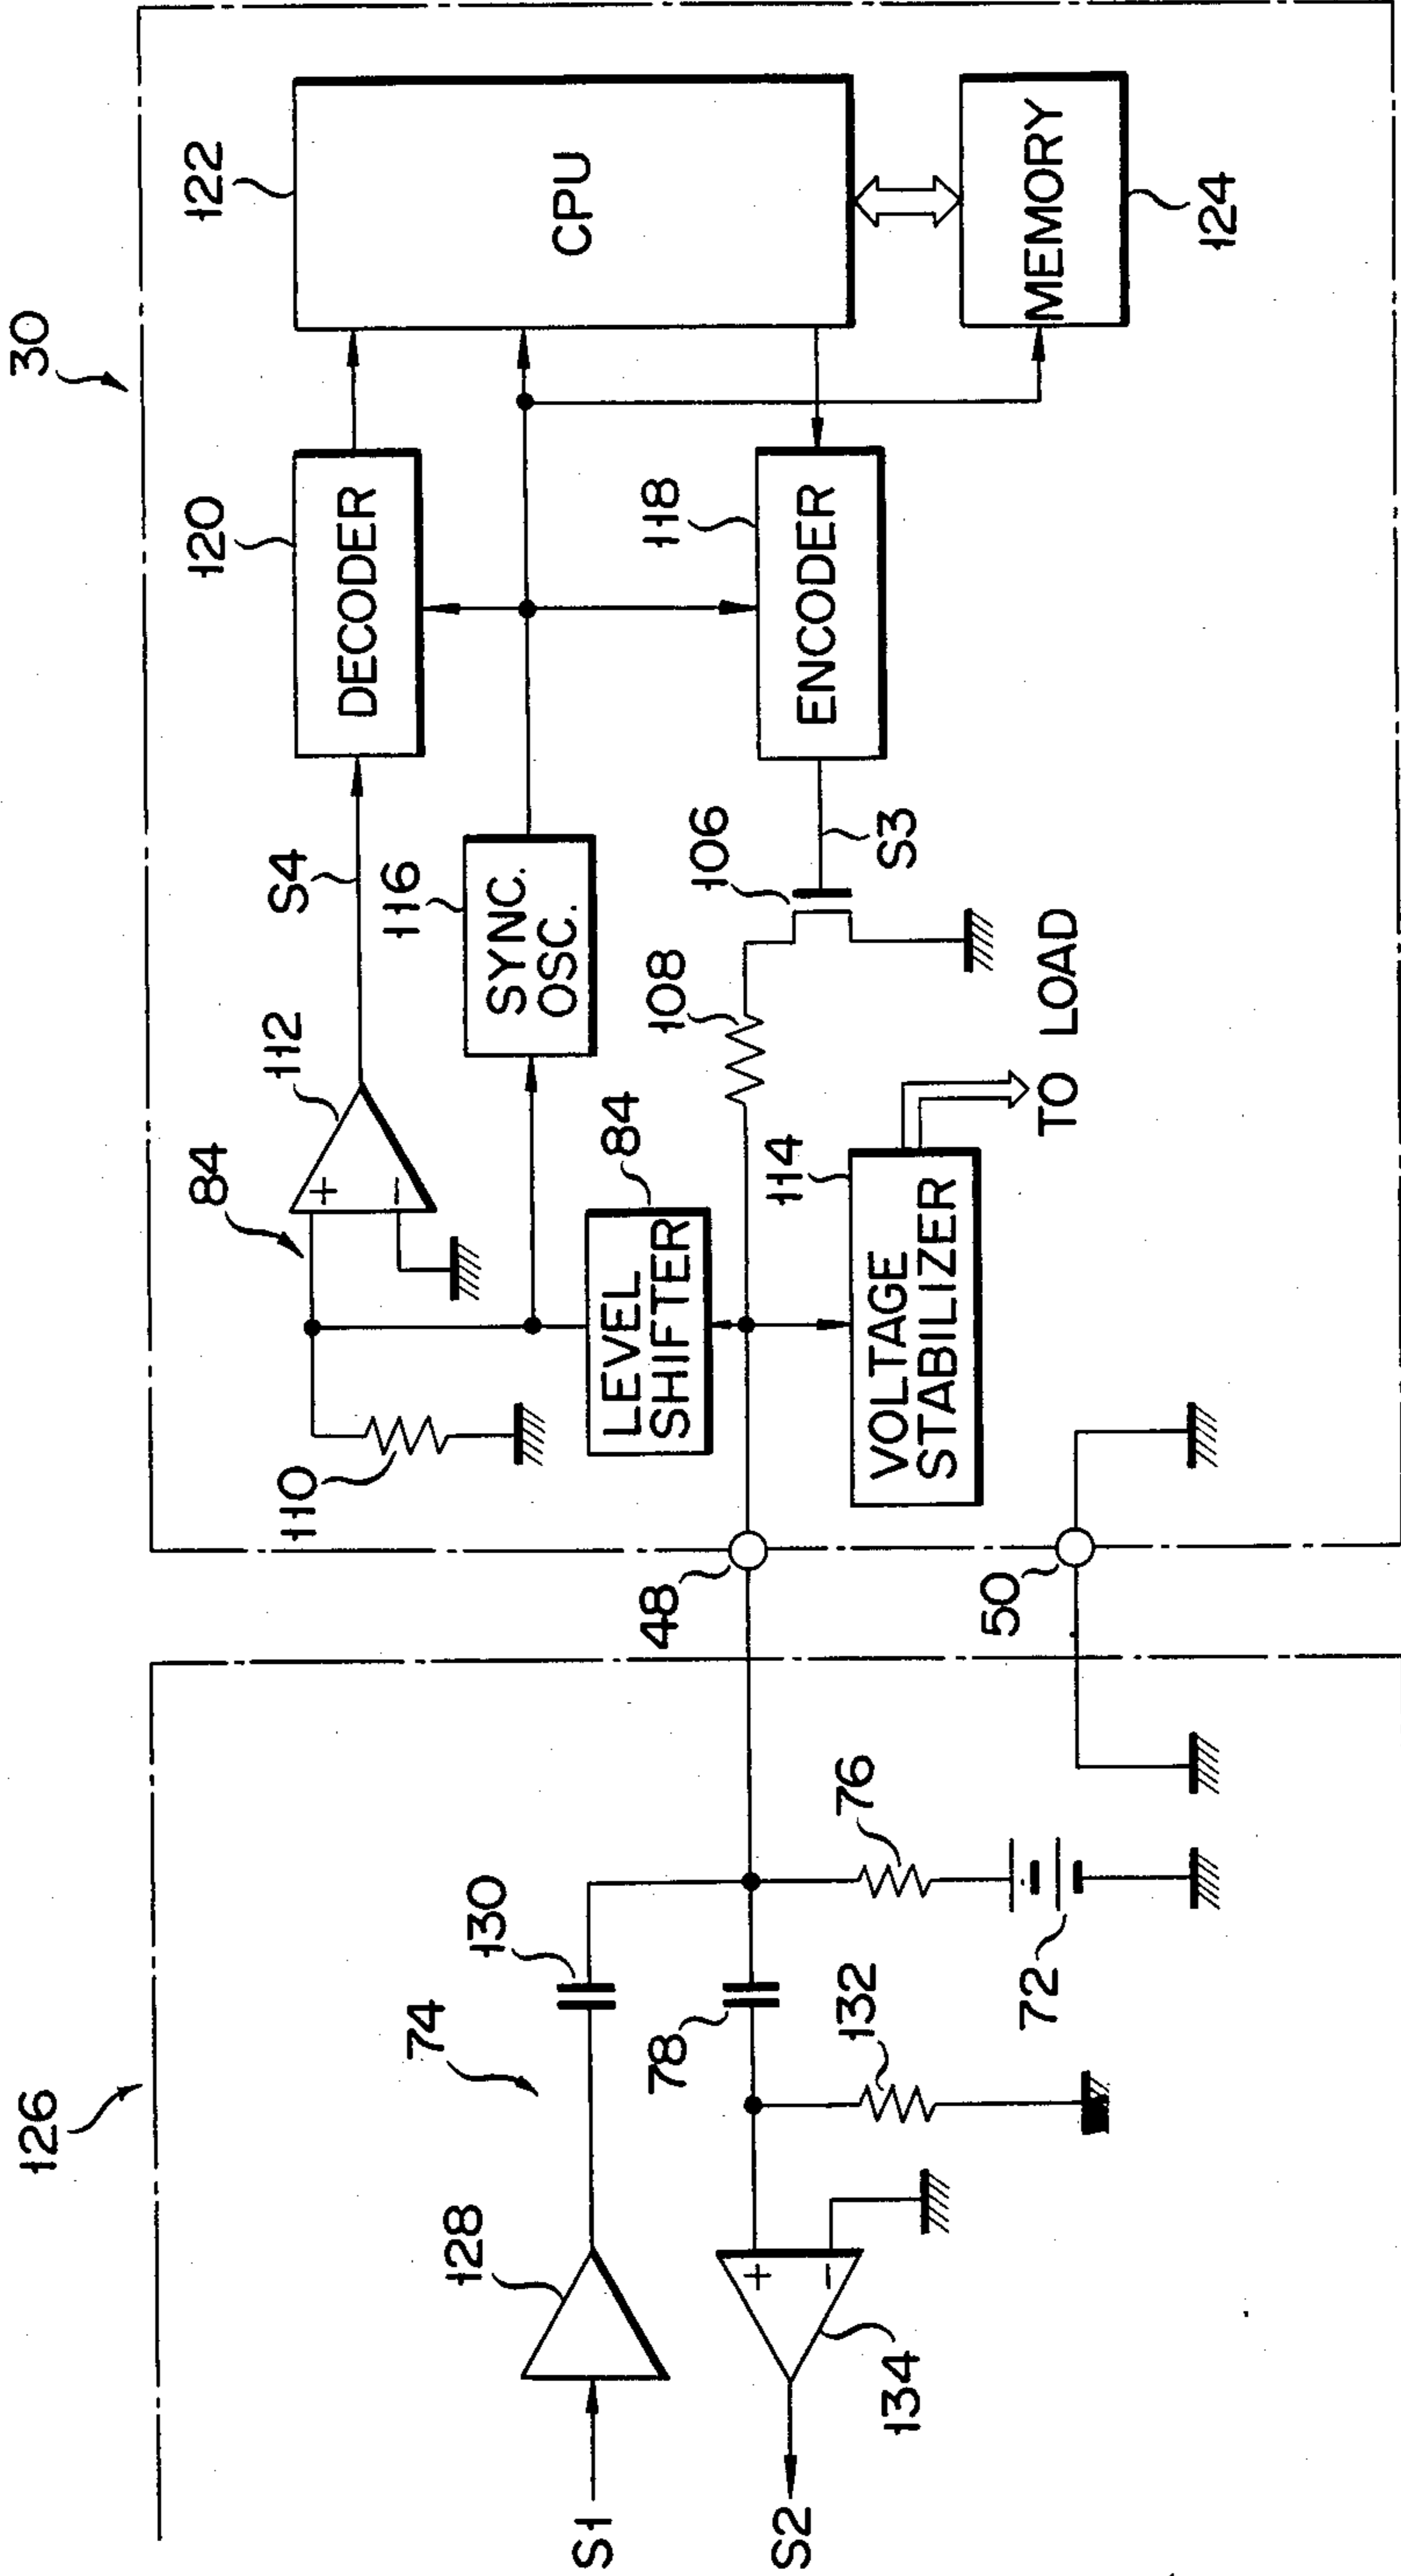 30
122
CPU
MEMORY
124
120
DECODER
118
ENCODER
S4
116
SYNC.
OSC.
106
S3
112
+
-
84
108
84
LEVEL
SHIFTER
114
VOLTAGE
STABILIZER
TO LOAD
110
48
50
126
74
130
76
78
132
72
128
134
+
-
S1
S2